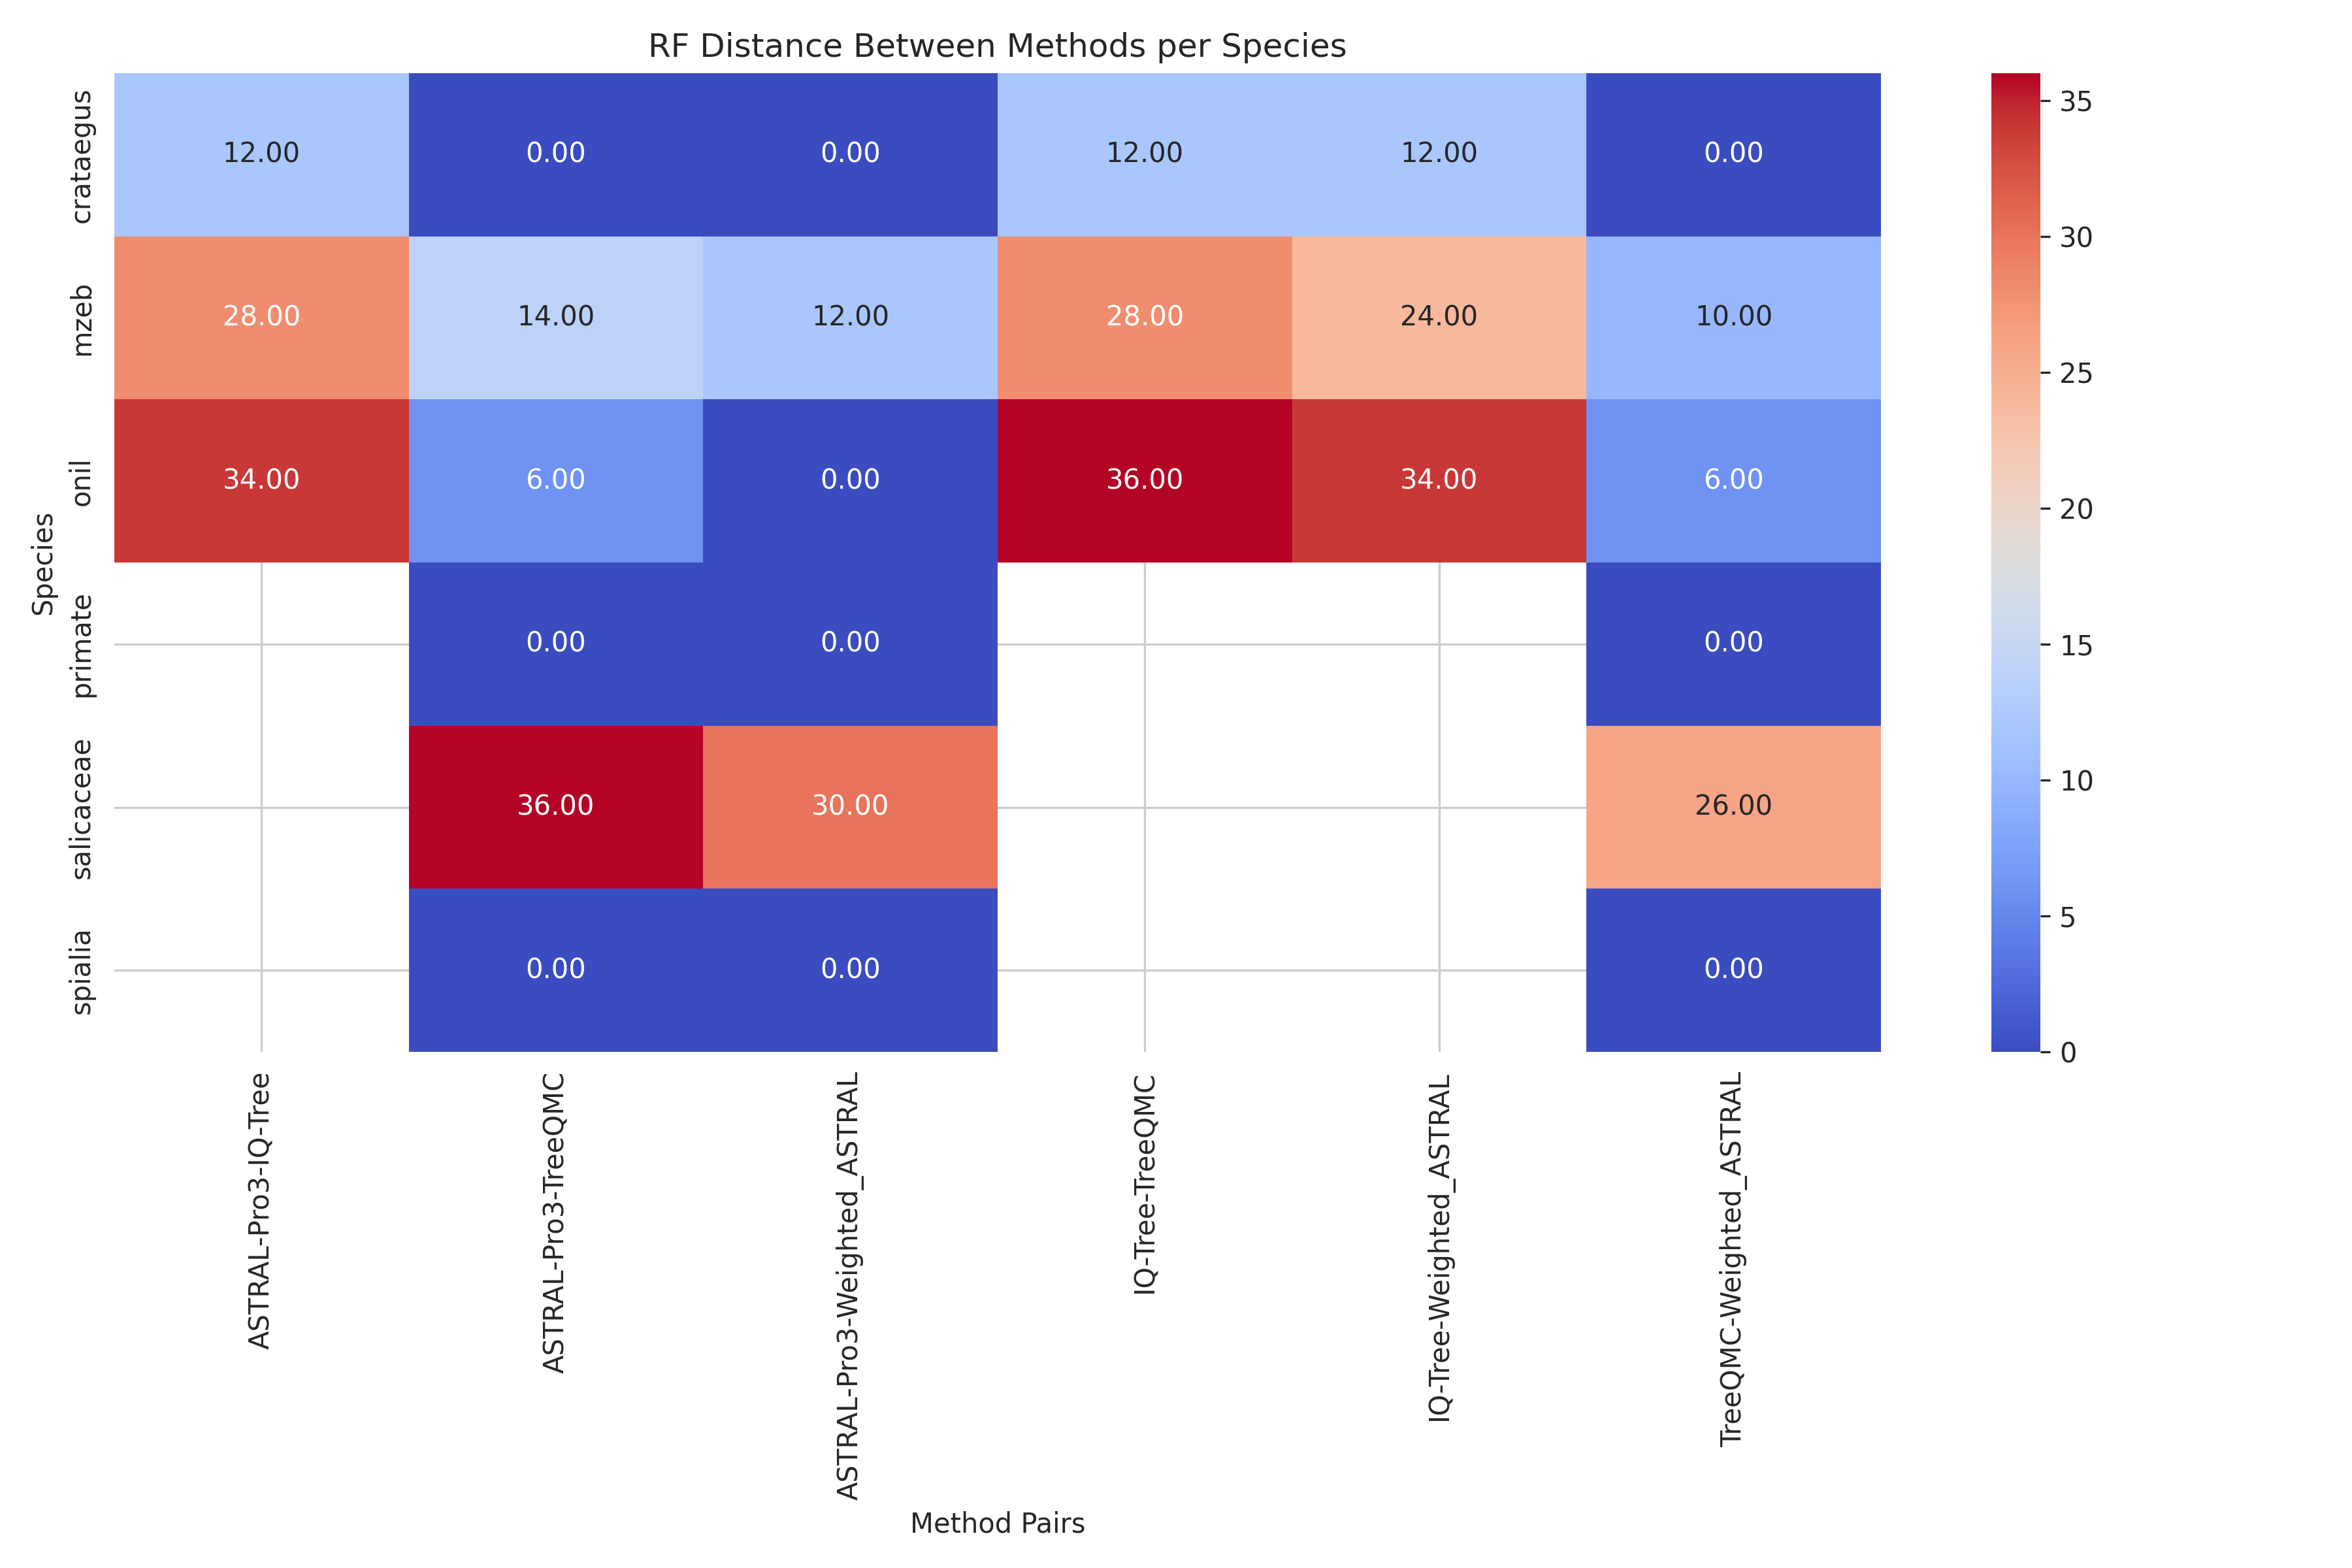 RF Distance Between Methods per Species
Species
crataegus
12.00 0.00 0.00 12.00 12.00 0.00
mzeb
28.00 14.00 12.00 28.00 24.00 10.00
onil
34.00 6.00 0.00 36.00 34.00 6.00
primate
0.00 0.00 0.00
salicaceae
36.00 30.00 26.00
spialia
0.00 0.00 0.00
ASTRAL-Pro3-IQ-Tree
ASTRAL-Pro3-TreeQMC
ASTRAL-Pro3-Weighted_ASTRAL
IQ-Tree-TreeQMC
IQ-Tree-Weighted_ASTRAL
TreeQMC-Weighted_ASTRAL
Method Pairs
35
30
25
20
15
10
5
0